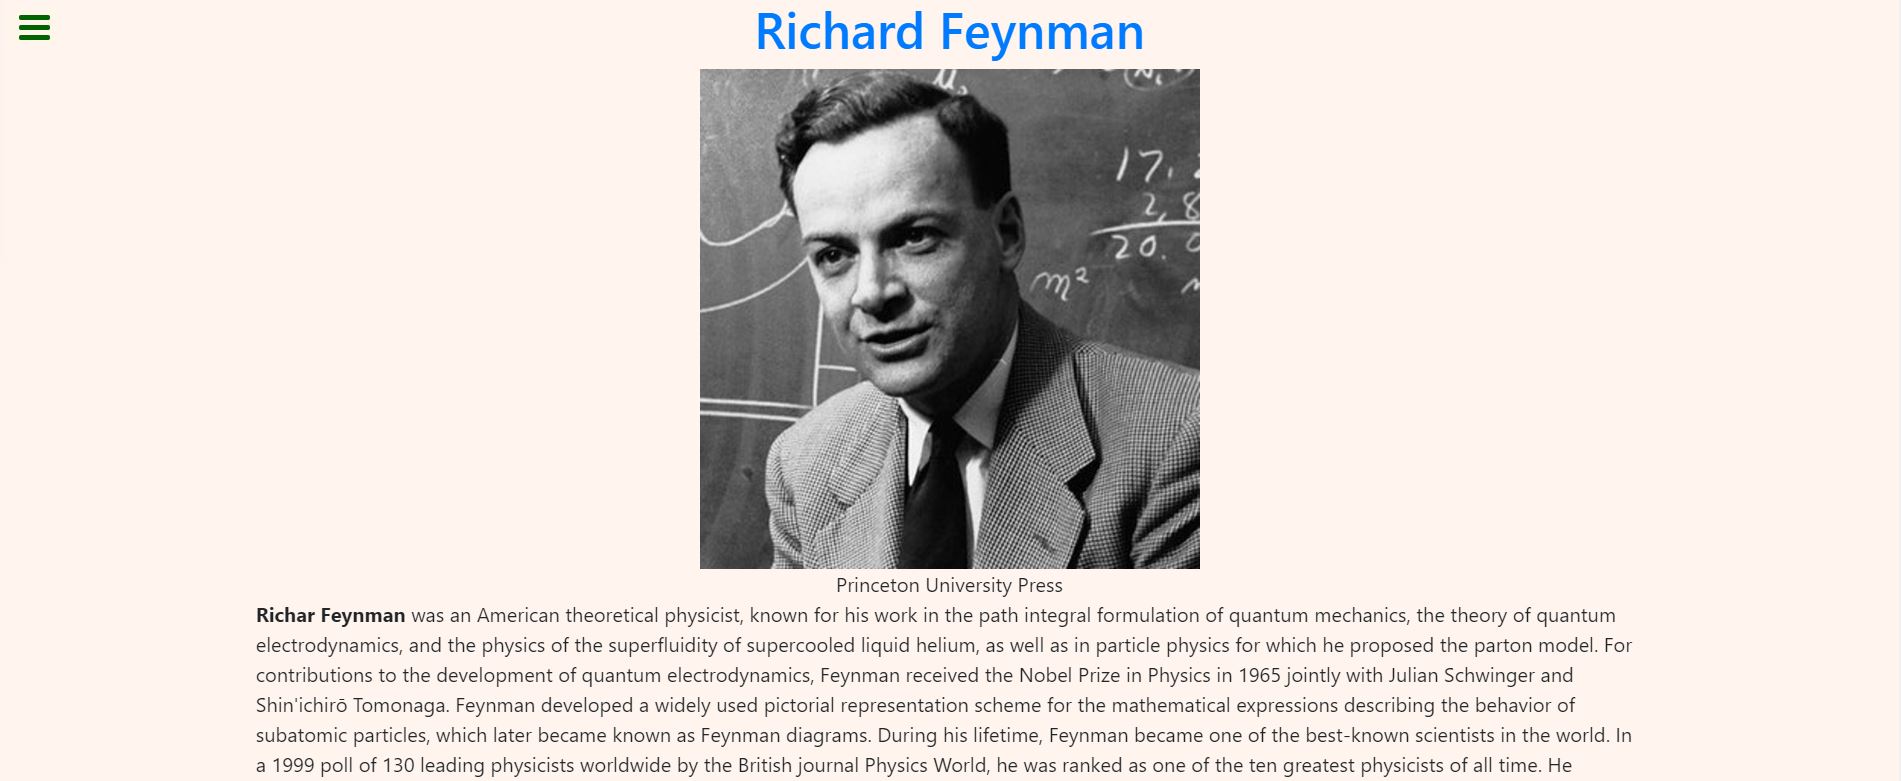 Richard Feynman
17.
2,8
20.
m²
Princeton University Press
Richar Feynman was an American theoretical physicist, known for his work in the path integral formulation of quantum mechanics, the theory of quantum
electrodynamics, and the physics of the superfluidity of supercooled liquid helium, as well as in particle physics for which he proposed the parton model. For
contributions to the development of quantum electrodynamics, Feynman received the Nobel Prize in Physics in 1965 jointly with Julian Schwinger and
Shin'ichirō Tomonaga. Feynman developed a widely used pictorial representation scheme for the mathematical expressions describing the behavior of
subatomic particles, which later became known as Feynman diagrams. During his lifetime, Feynman became one of the best-known scientists in the world. In
a 1999 poll of 130 leading physicists worldwide by the British journal Physics World, he was ranked as one of the ten greatest physicists of all time. He